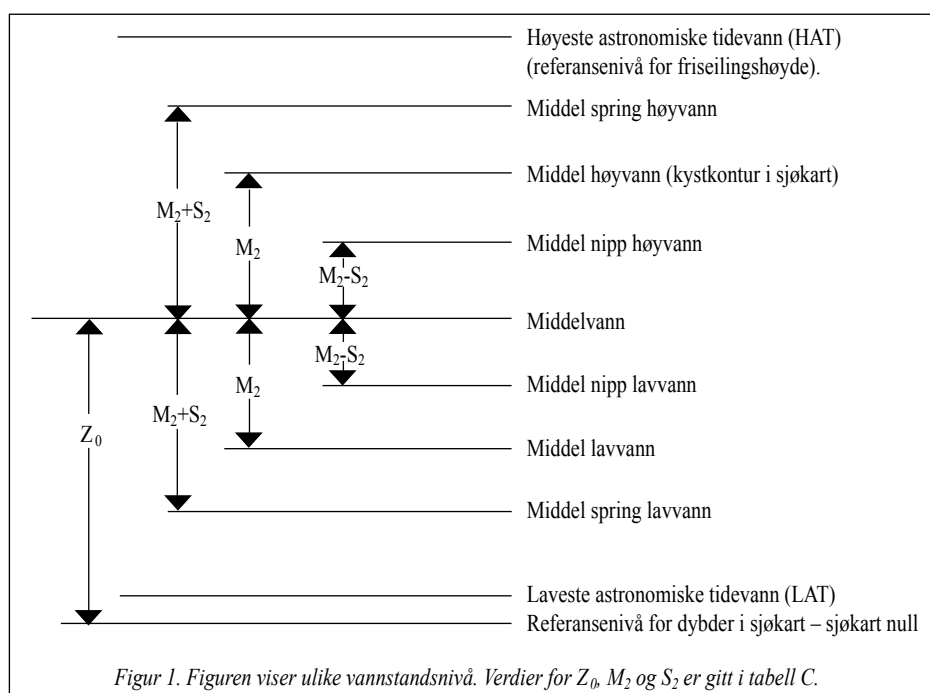 Høyeste astronomiske tidevann (HAT)
(referansenivå for friseilingshøyde).
Middel spring høyvann
Middel høyvann (kystkontur i sjøkart)
M₂+S₂
M₂
Middel nipp høyvann
M₂-S₂
Middelvann
M₂-S₂
M₂
Middel nipp lavvann
M₂+S₂
Z₀
Middel lavvann
Middel spring lavvann
Laveste astronomiske tidevann (LAT)
Referansenivå for dybder i sjøkart – sjøkart null
Figur 1. Figuren viser ulike vannstandsnivå. Verdier for Z₀, M₂ og S₂ er gitt i tabell C.